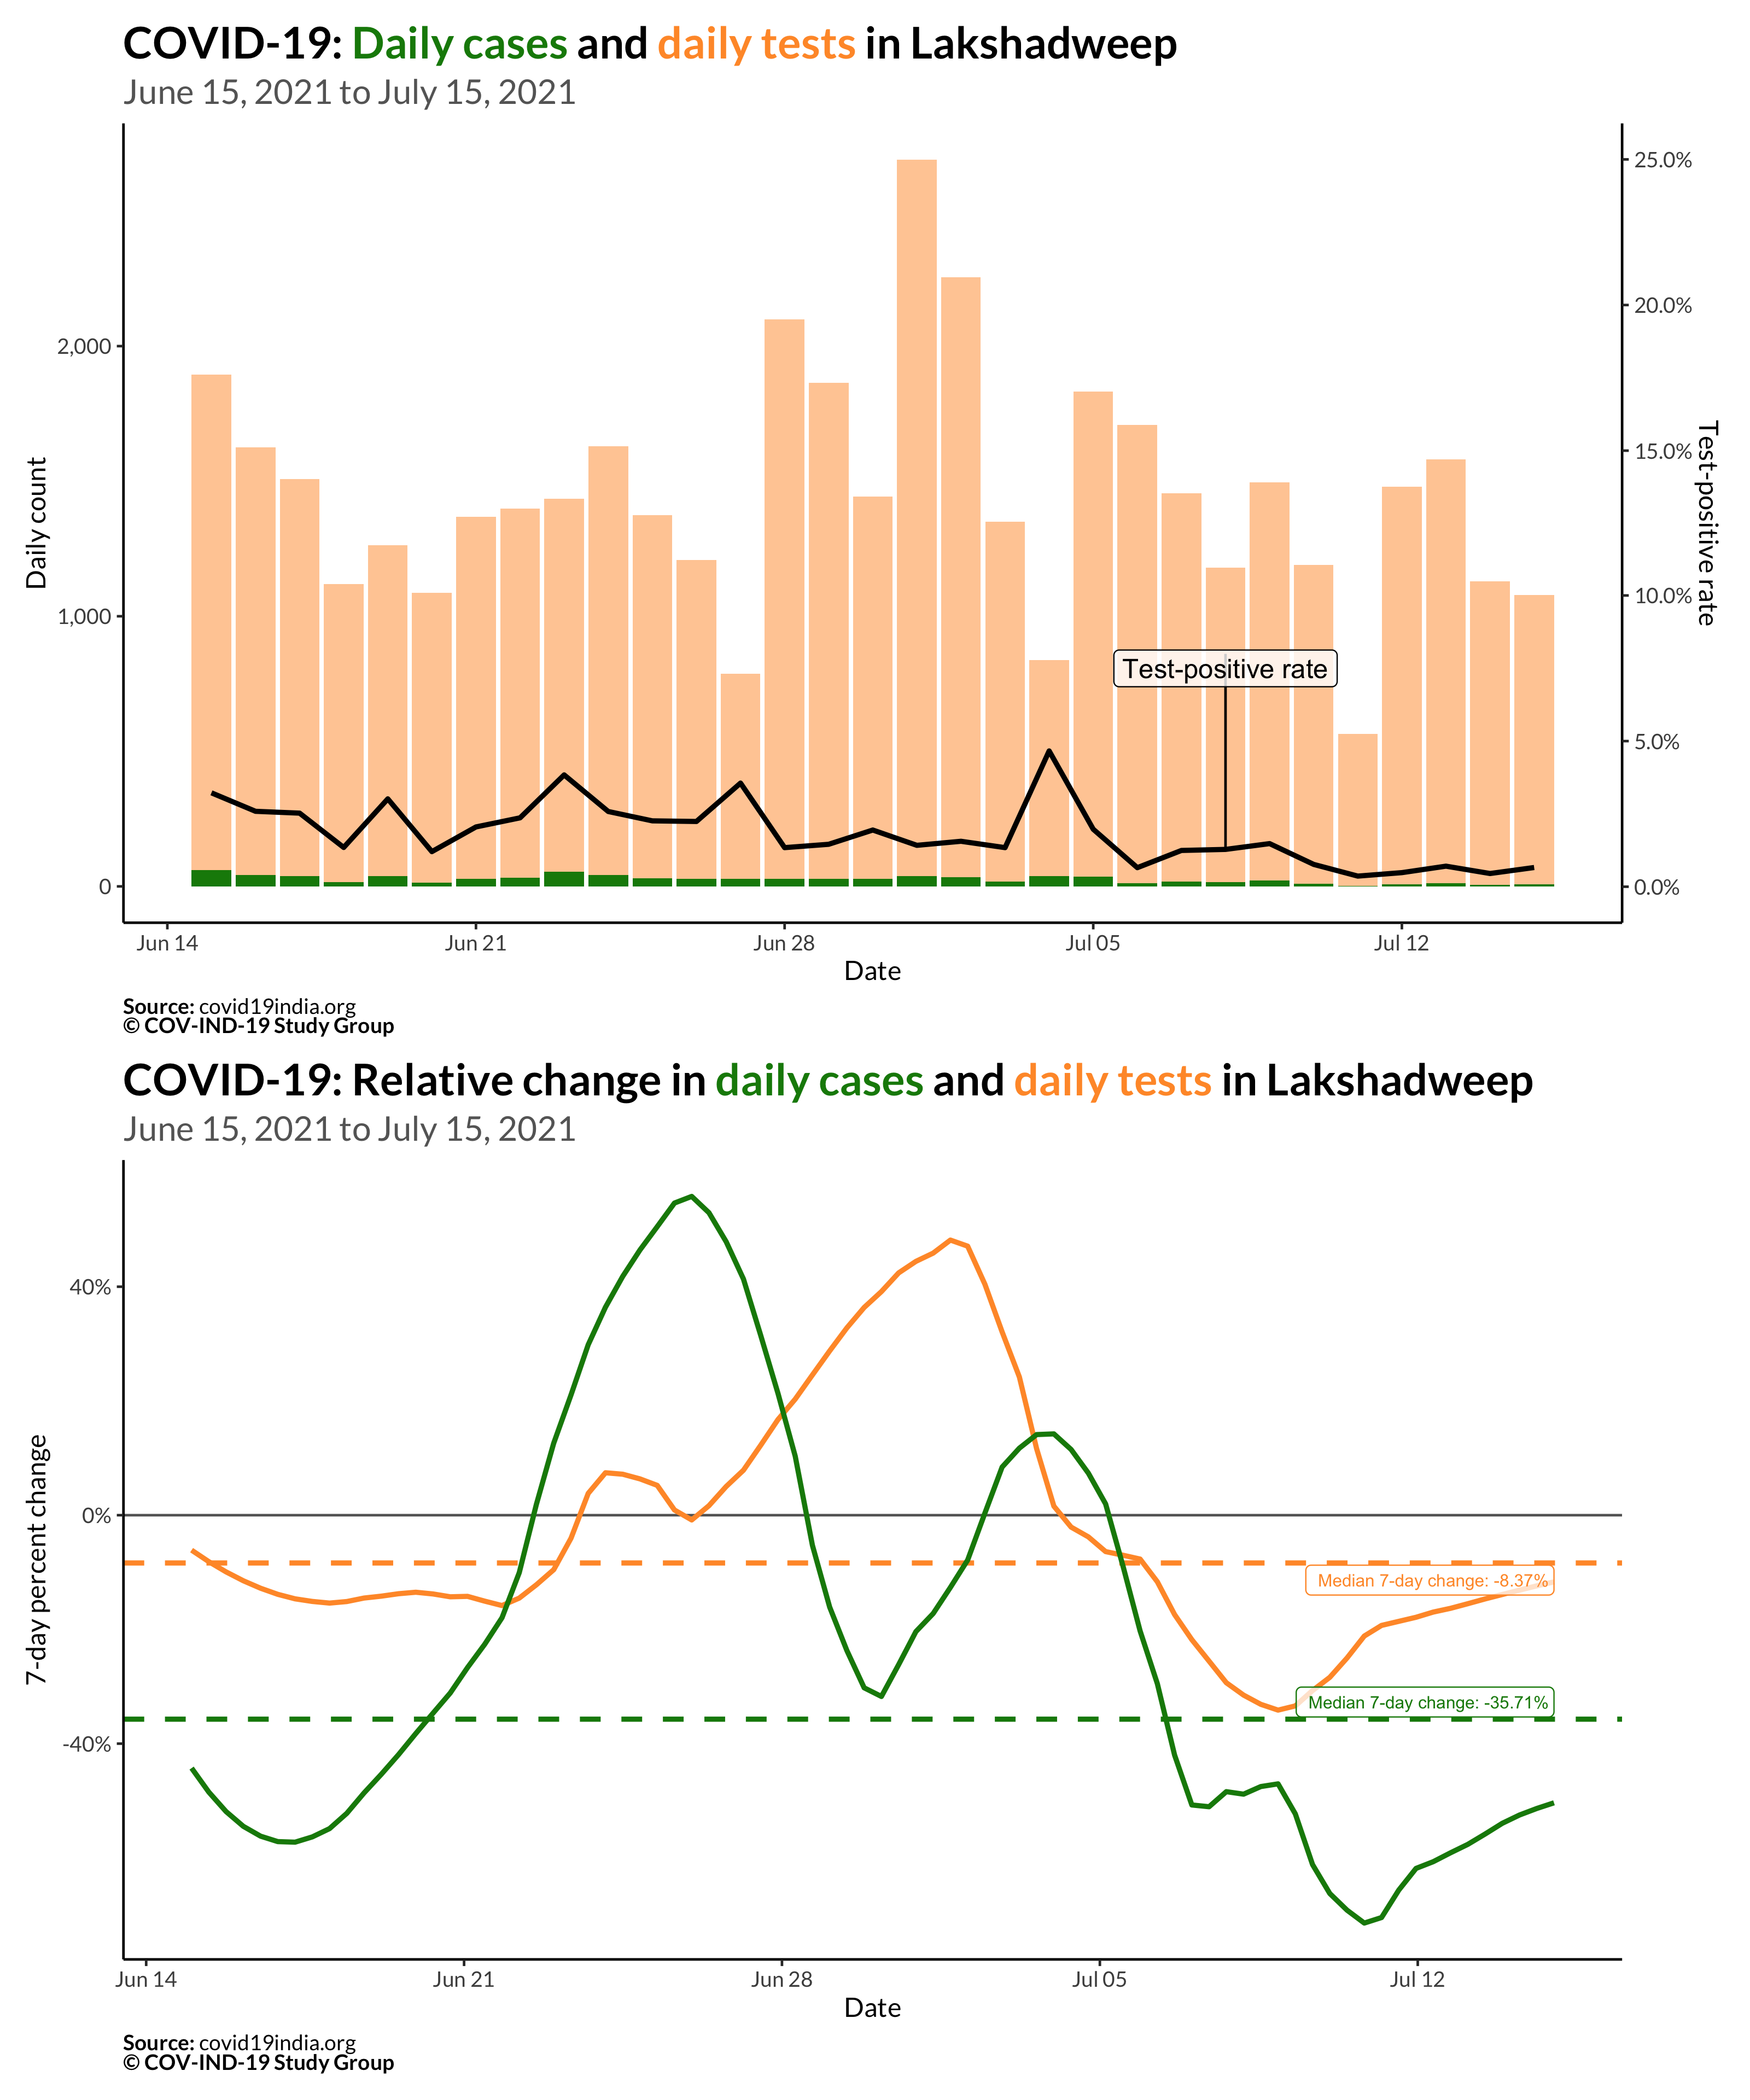 COVID-19: Daily cases and daily tests in Lakshadweep
June 15, 2021 to July 15, 2021
25.0%
20.0%
2,000
15.0%
Daily count
Test-positive rate
1,000
10.0%
Test-positive rate
5.0%
0
0.0%
Jun 14 Jun 21 Jun 28 Jul 05 Jul 12
Date
Source: covid19india.org
© COV-IND-19 Study Group
COVID-19: Relative change in daily cases and daily tests in Lakshadweep
June 15, 2021 to July 15, 2021
40%
7-day percent change
0%
Median 7-day change: -8.37%
Median 7-day change: -35.71%
-40%
Jun 14 Jun 21 Jun 28 Jul 05 Jul 12
Date
Source: covid19india.org
© COV-IND-19 Study Group